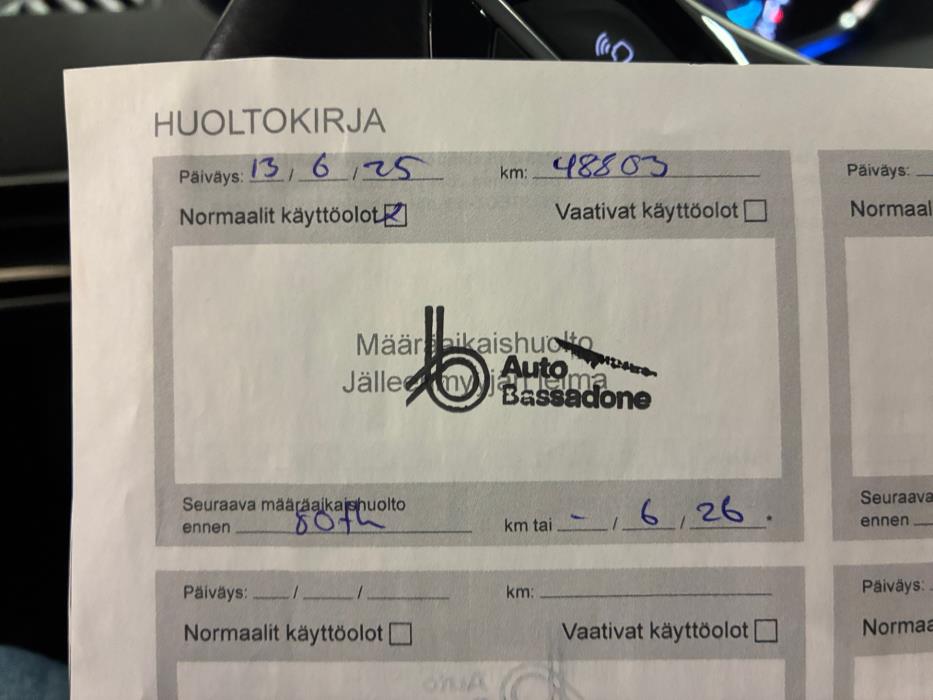 HUOLTOKIRJA
Päiväys: 13 / 6 / 25 km: 48803
Normaalit käyttöolot Vaativat käyttöolot
Määräaikaishuolto
Jälleenmyyjän leima
Auto
Bassadone
Seuraava määräaikaishuolto
ennen 80th km tai - / 6 / 26 .
Päiväys: / / km:
Normaalit käyttöolot Vaativat käyttöolot
Päiväys:
Normaal
Seuraava
ennen
Päiväys:
Normaa